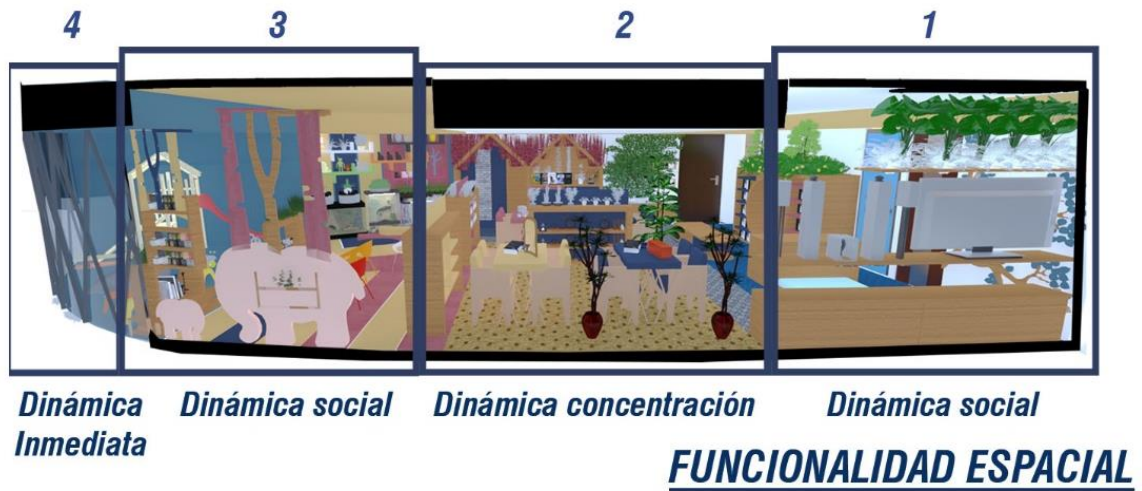 4 3 2 1
Dinámica Inmediata
Dinámica social
Dinámica concentración
Dinámica social
FUNCIONALIDAD ESPACIAL